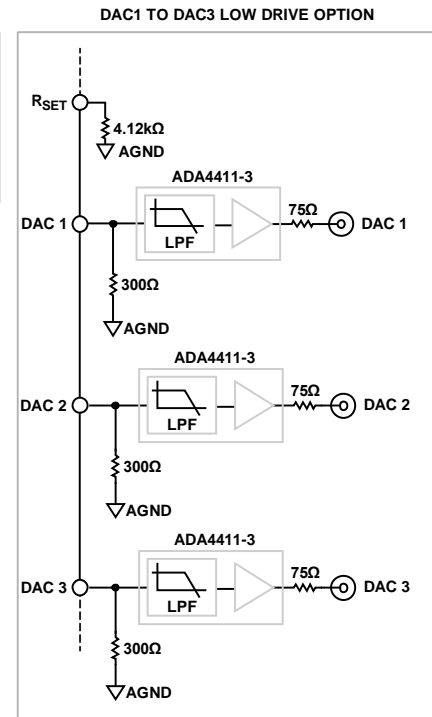 DAC1 TO DAC3 LOW DRIVE OPTION
RSET
4.12kΩ
AGND
ADA4411-3
75Ω
DAC 1
DAC 1
LPF
300Ω
AGND
ADA4411-3
75Ω
DAC 2
DAC 2
LPF
300Ω
AGND
ADA4411-3
75Ω
DAC 3
DAC 3
LPF
300Ω
AGND